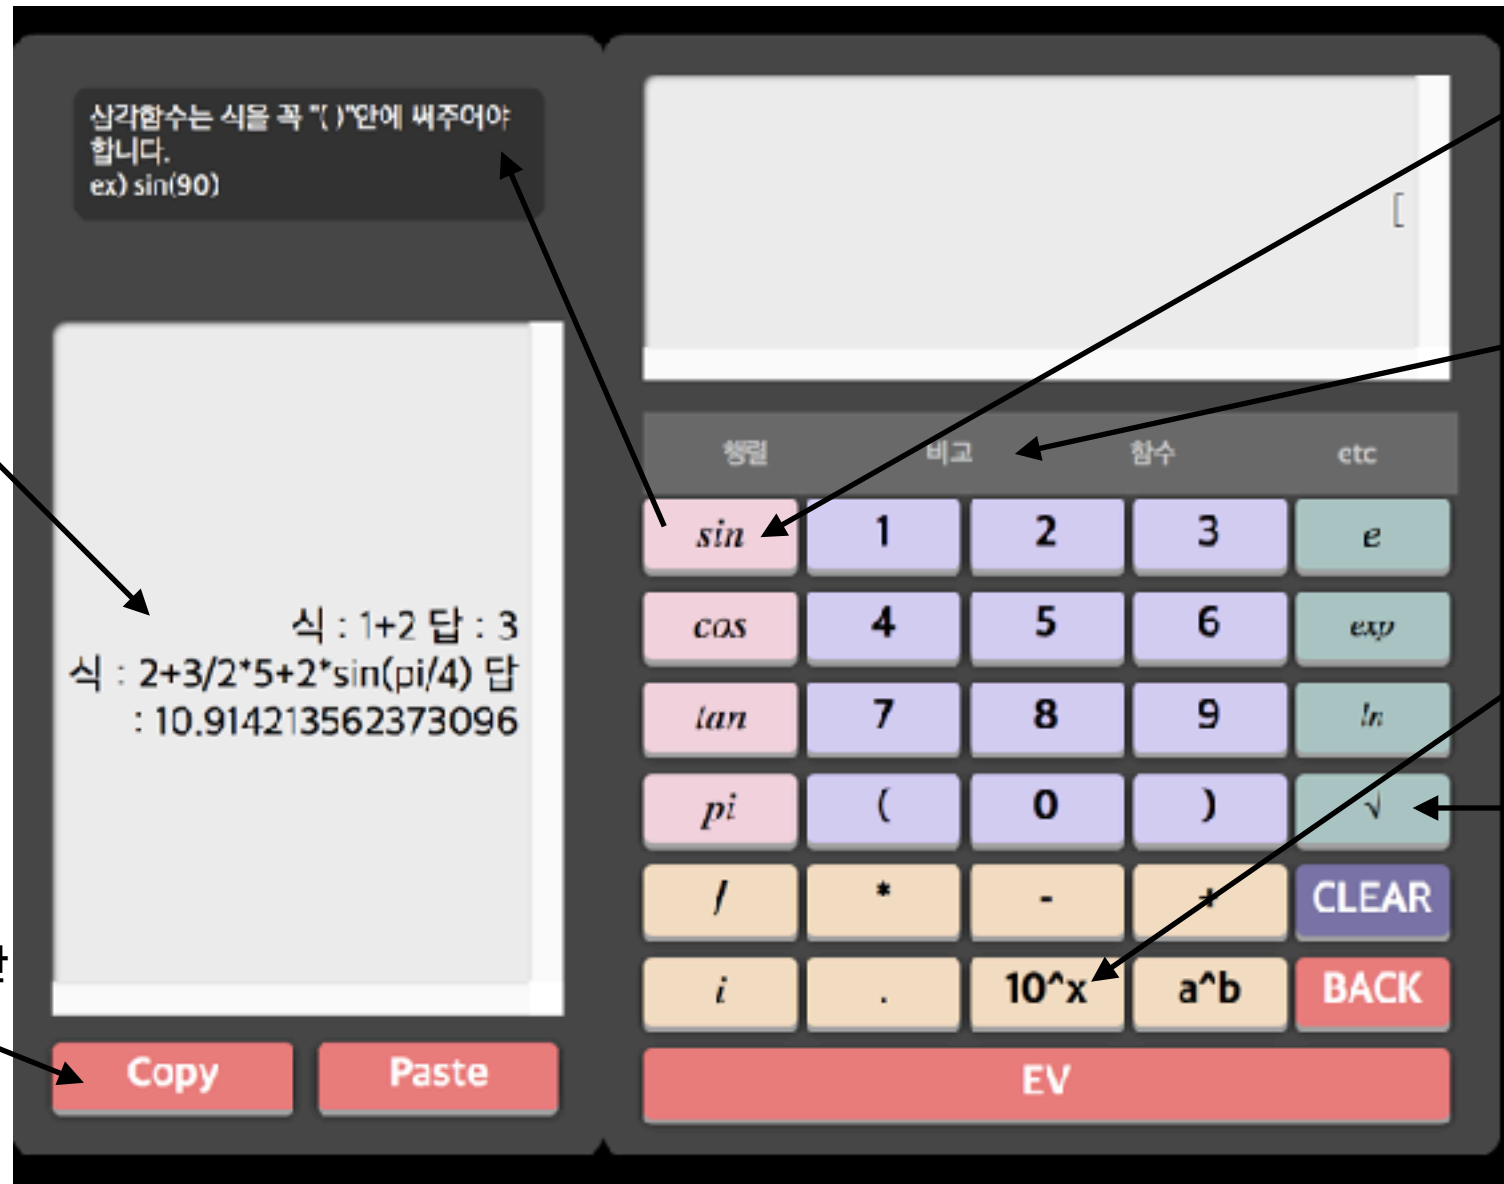 삼각함수는 식을 꼭 "( )"안에 써주어야
합니다.
ex) sin(90)
식 : 1+2 답 : 3
식 : 2+3/2*5+2*sin(pi/4) 답
: 10.914213562373096
Copy Paste
[
행렬 비교 함수 etc
sin 1 2 3 e
cos 4 5 6 exp
tan 7 8 9 ln
pi ( 0 ) √
/ * - + CLEAR
i . 10^x a^b BACK
EV